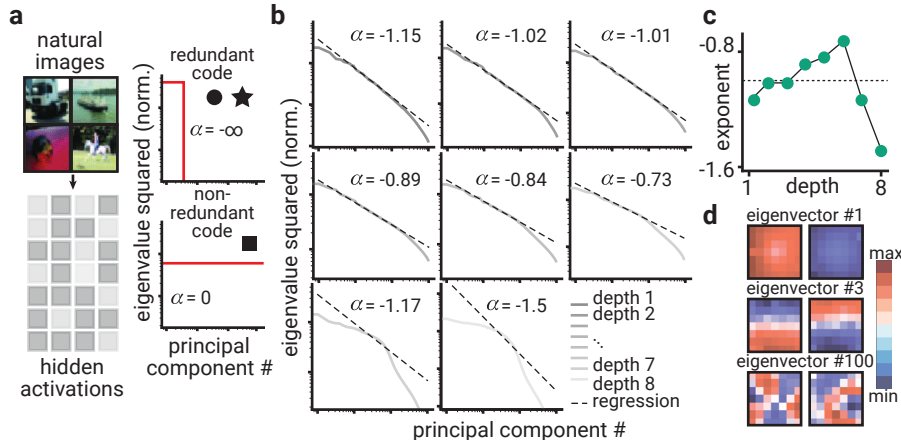 a
natural
images
hidden
activations
eigenvalue squared (norm.)
redundant
code
α = -∞
non-
redundant
code
α = 0
principal
component #
b
eigenvalue squared (norm.)
α = -1.15
α = -1.02
α = -1.01
α = -0.89
α = -0.84
α = -0.73
α = -1.17
α = -1.5
depth 1
depth 2
⋱
depth 7
depth 8
regression
principal component #
c
exponent
-0.8
-1.6
1
depth
8
d
eigenvector #1
eigenvector #3
eigenvector #100
max
min